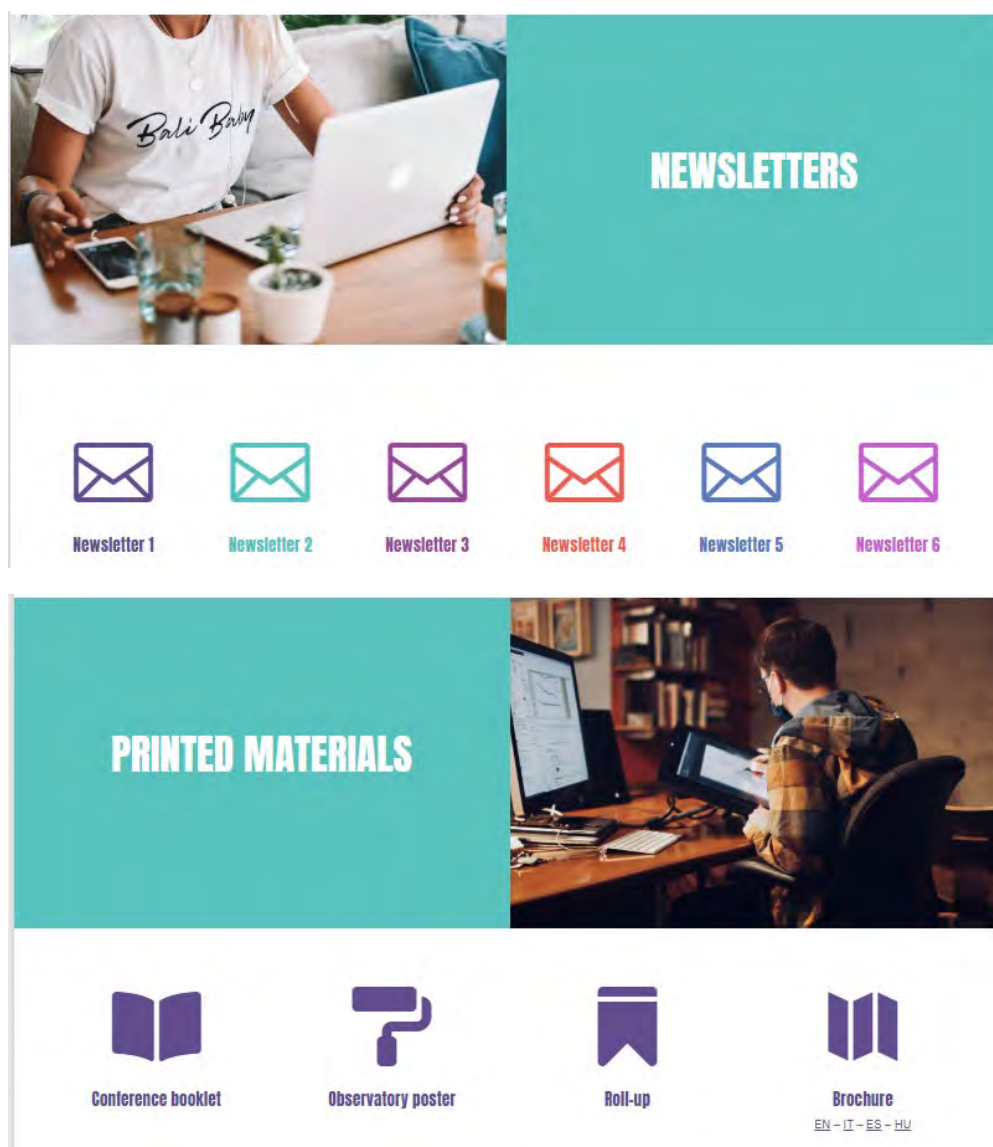 Bali Baby
NEWSLETTERS
Newsletter 1
Newsletter 2
Newsletter 3
Newsletter 4
Newsletter 5
Newsletter 6
PRINTED MATERIALS
Conference booklet
Observatory poster
Roll-up
Brochure
EN – IT – ES – HU